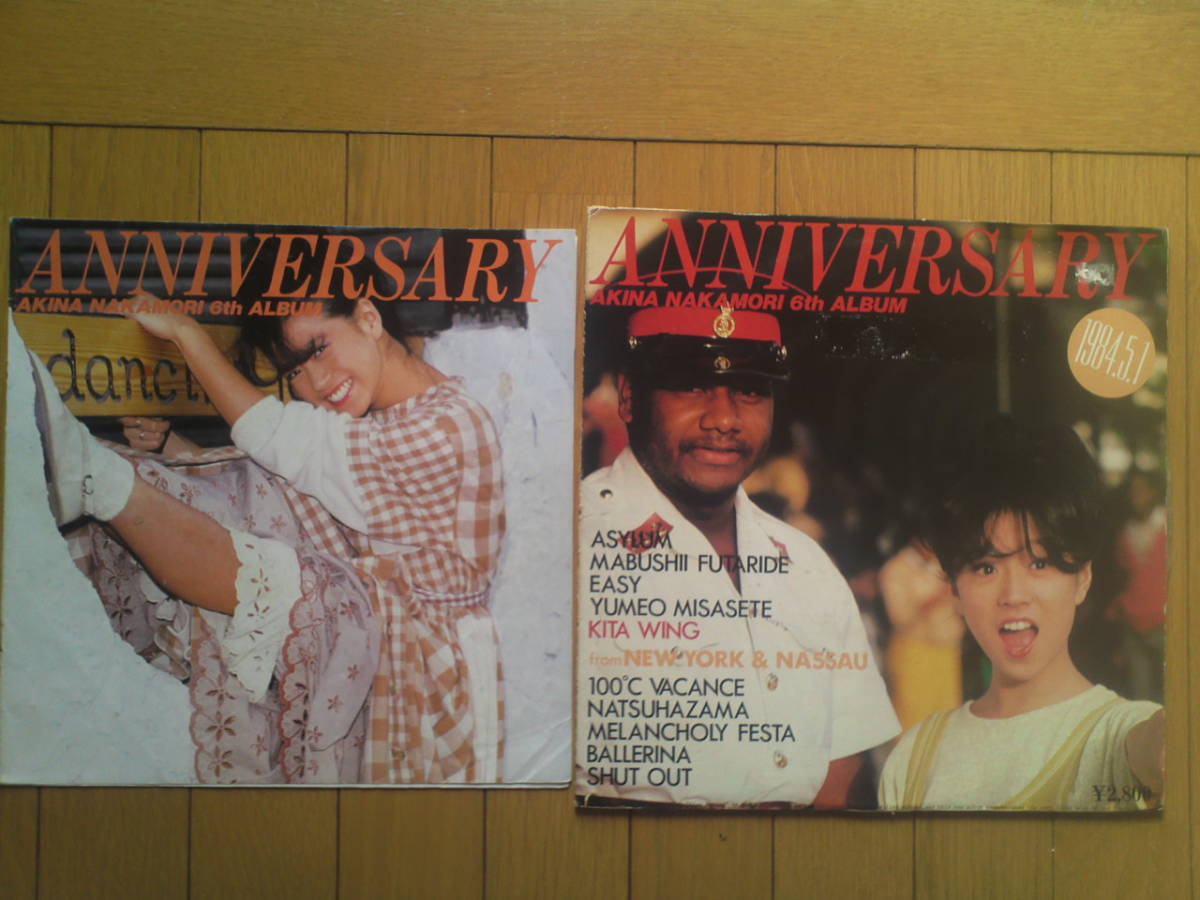 ANNIVERSARY
AKINA NAKAMORI 6th ALBUM
ANNIVERSARY
AKINA NAKAMORI 6th ALBUM
1984.5.1
ASYLUM
MABUSHII FUTARIDE
EASY
YUMEO MISASETE
KITA WING
from NEW YORK & NASSAU
100°C VACANCE
NATSUHAZAMA
MELANCHOLY FESTA
BALLERINA
SHUT OUT
¥2,800